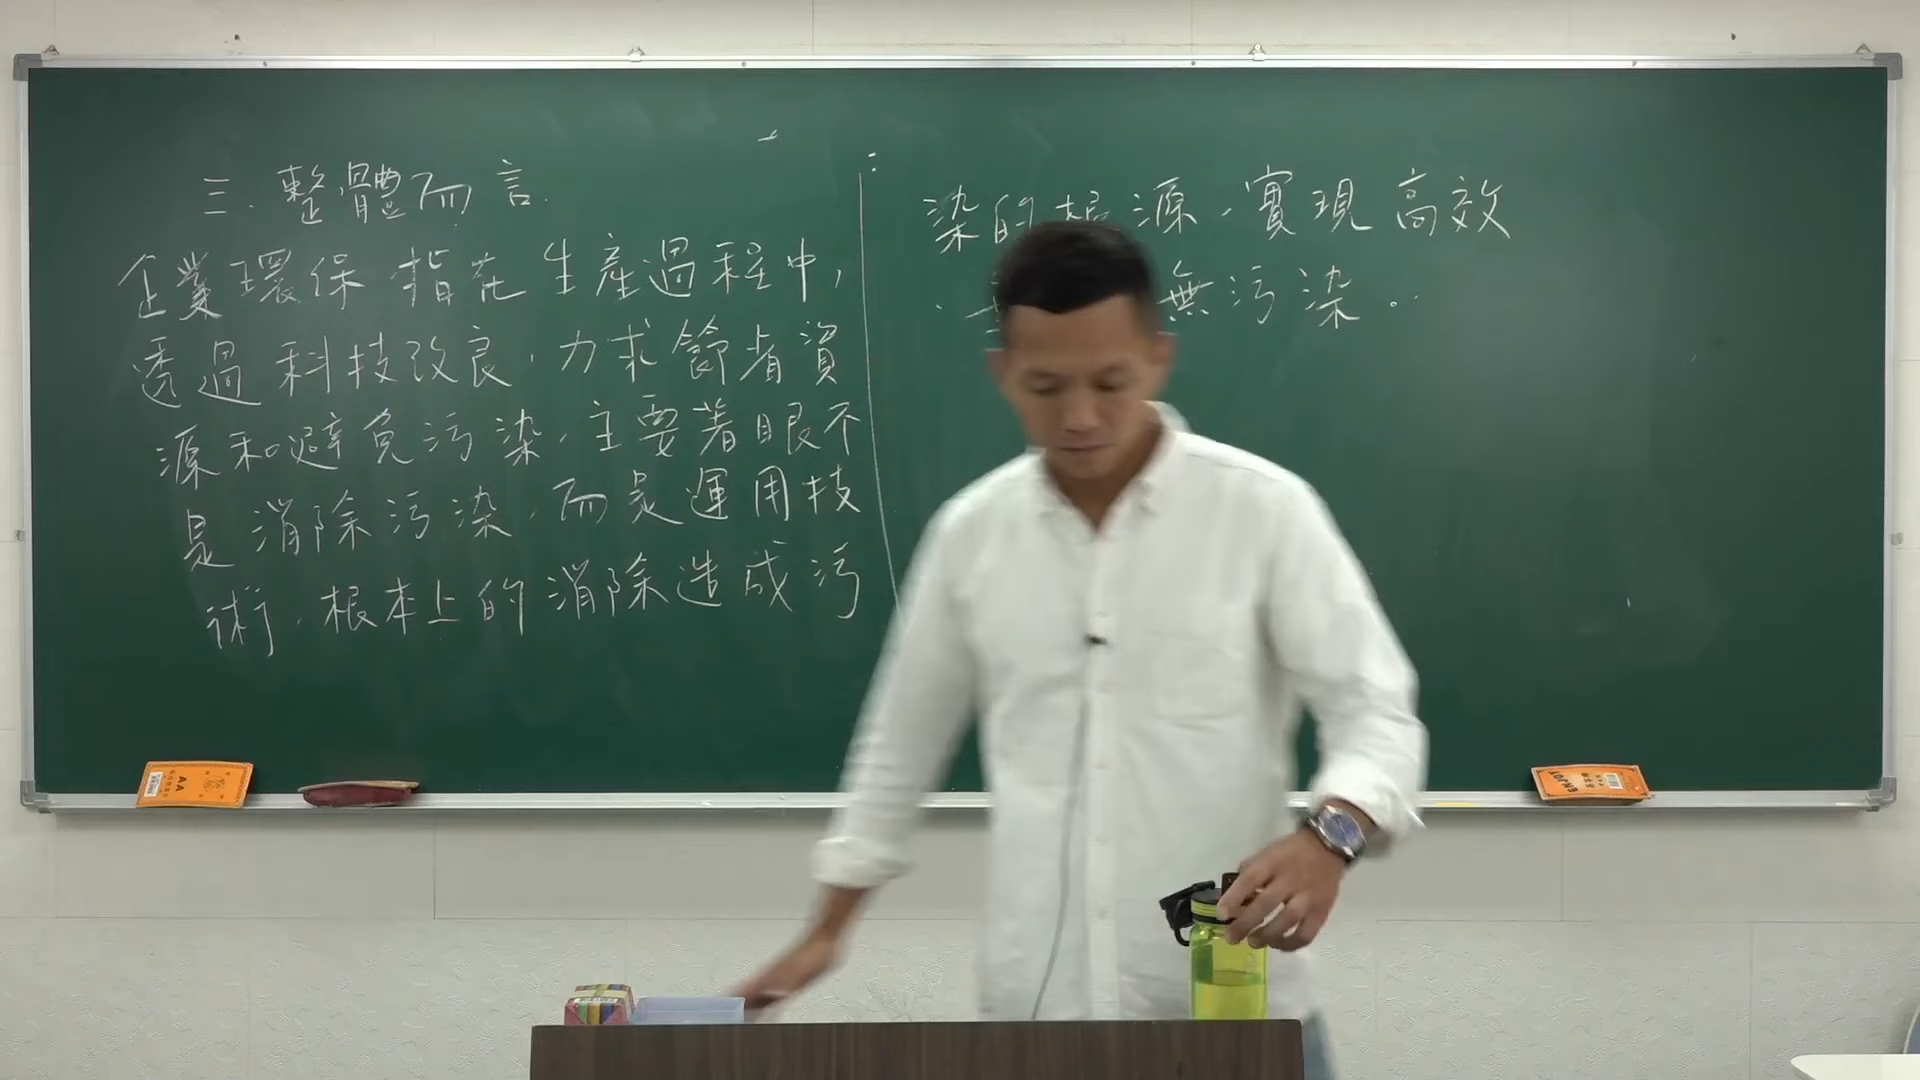 三. 整體而言.
企業環保 指在 生產過程中,
透過科技改良,力求節省資
源和避免污染,主要著眼不
是消除污染,而是運用技
術,根本上的消除造成污
染的根源,實現高效
無污染。
AA